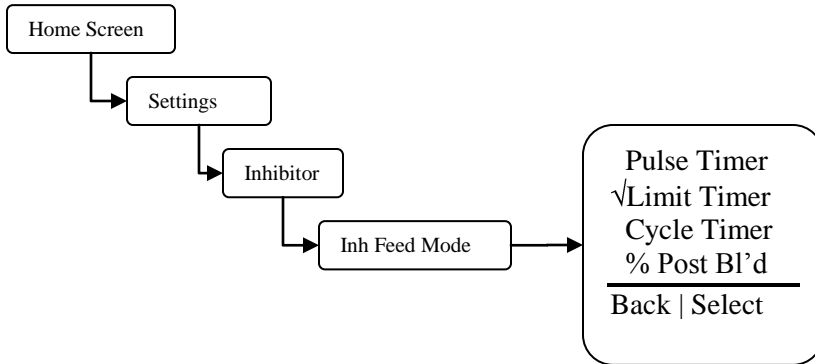 Home Screen
Settings
Inhibitor
Inh Feed Mode
Pulse Timer
√Limit Timer
Cycle Timer
% Post Bl’d
Back | Select